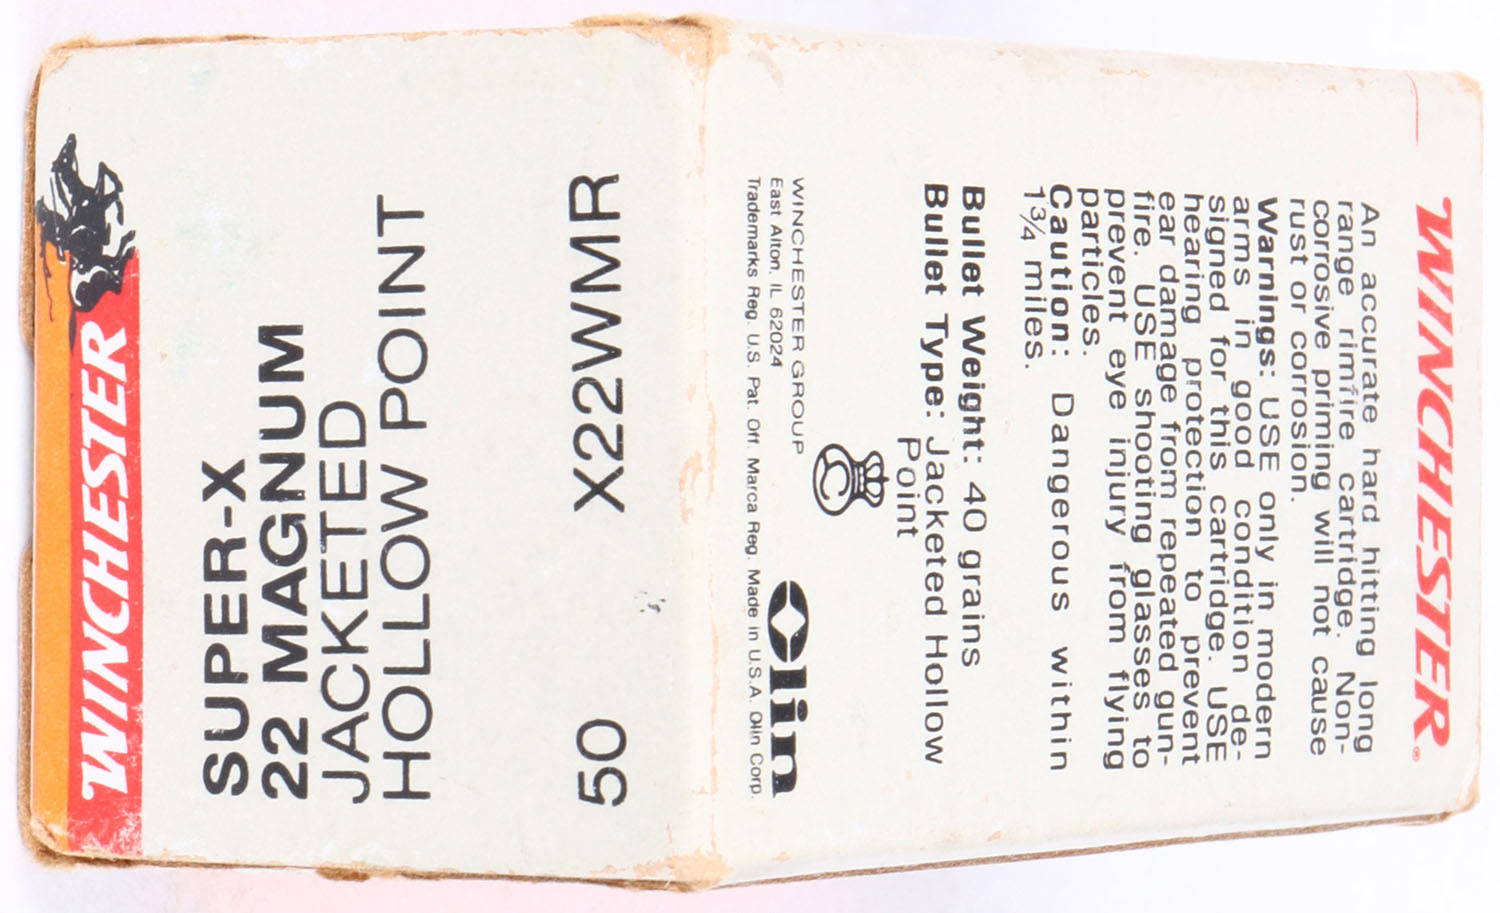 WINCHESTER
SUPER-X
22 MAGNUM
JACKETED
HOLLOW POINT
50 X22WMR
WINCHESTER®
An accurate hard hitting long
range rimfire cartridge. Non-
corrosive priming will not cause
rust or corrosion.
Warnings: USE only in modern
arms in good condition de-
signed for this cartridge. USE
hearing protection to prevent
ear damage from repeated gun-
fire. USE shooting glasses to
prevent eye injury from flying
particles.
Caution: Dangerous within
1¾ miles.
Bullet Weight: 40 grains
Bullet Type: Jacketed Hollow
Point
C
Olin
WINCHESTER GROUP
East Alton, IL 62024
Trademarks Reg. U.S. Pat. Off. Marca Reg. Made in U.S.A. Olin Corp.